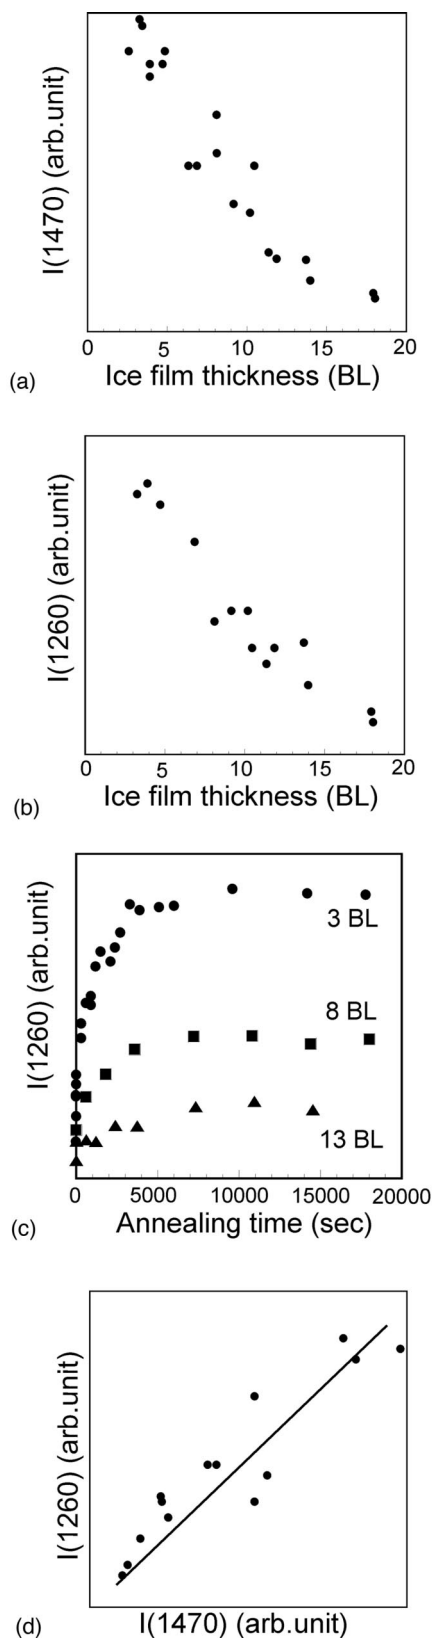 I(1470) (arb.unit)
0 5 10 15 20
(a) Ice film thickness (BL)
I(1260) (arb.unit)
0 5 10 15 20
(b) Ice film thickness (BL)
I(1260) (arb.unit)
3 BL
8 BL
13 BL
0 5000 10000 15000 20000
(c) Annealing time (sec)
I(1260) (arb.unit)
(d) I(1470) (arb.unit)